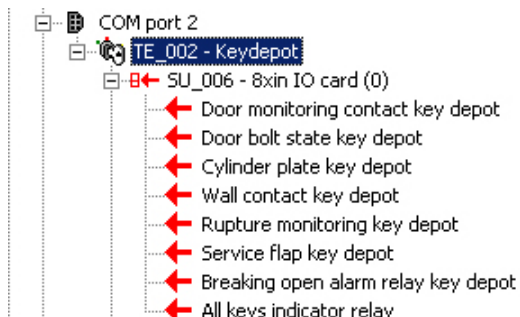 COM port 2
TE_002 - Keydepot
SU_006 - 8xin IO card (0)
Door monitoring contact key depot
Door bolt state key depot
Cylinder plate key depot
Wall contact key depot
Rupture monitoring key depot
Service flap key depot
Breaking open alarm relay key depot
All keys indicator relay